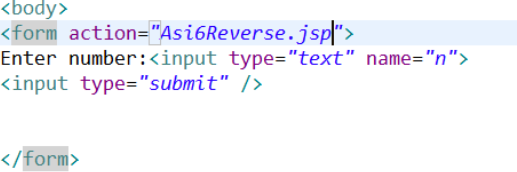 <body>
<form action="Asi6Reverse.jsp">
Enter number:<input type="text" name="n">
<input type="submit" />
</form>